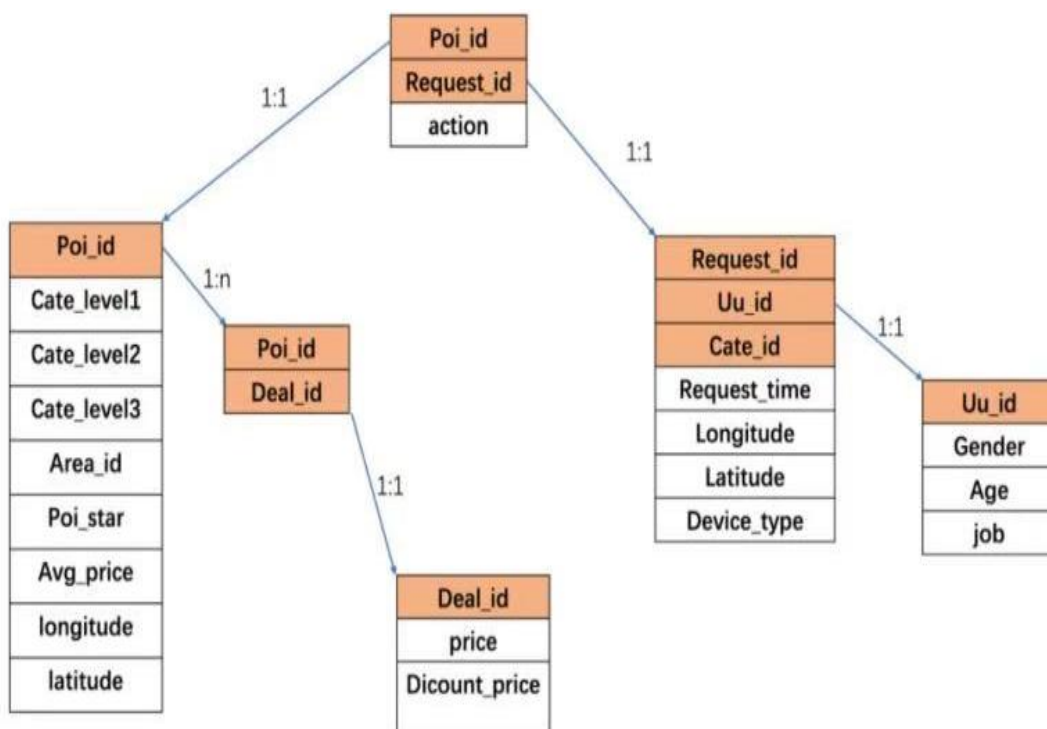 Poi_id
Request_id
action
1:1
1:1
Poi_id
Cate_level1
Cate_level2
Cate_level3
Area_id
Poi_star
Avg_price
longitude
latitude
1:n
Poi_id
Deal_id
1:1
Deal_id
price
Dicount_price
Request_id
Uu_id
Cate_id
Request_time
Longitude
Latitude
Device_type
1:1
Uu_id
Gender
Age
job